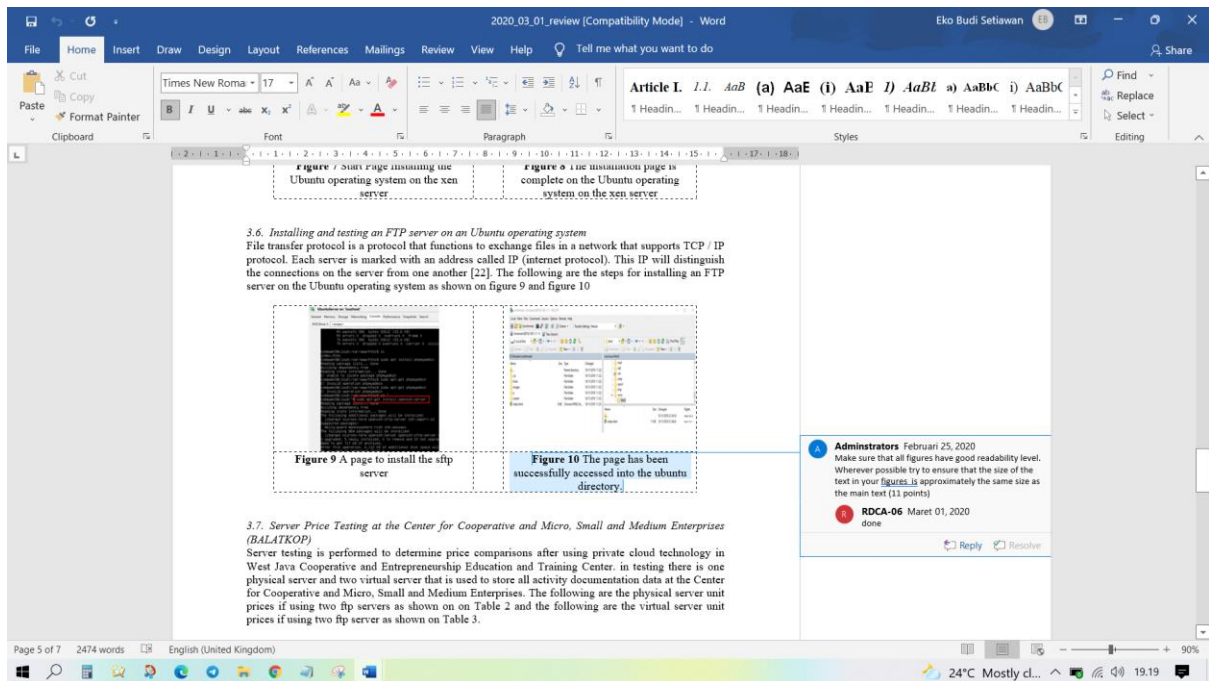 2020_03_01_review [Compatibility Mode] - Word
Eko Budi Setiawan EB
File Home Insert Draw Design Layout References Mailings Review View Help Tell me what you want to do Share
Paste
Cut
Copy
Format Painter
Clipboard
Times New Roma 17
Aa
B I U abc x₂ x² A A
Font
Paragraph
Article I. 1.1. AaB (a) AaE (i) AaB 1) AaBb a) AaBbC i) AaBbC
¶ Headin... ¶ Headin... ¶ Headin... ¶ Headin... ¶ Headin... ¶ Headin... ¶ Headin...
Styles
Find
Replace
Select
Editing
Figure 7 Start Page Installing the
Ubuntu operating system on the xen
server
Figure 8 The installation page is
complete on the Ubuntu operating
system on the xen server
3.6. Installing and testing an FTP server on an Ubuntu operating system
File transfer protocol is a protocol that functions to exchange files in a network that supports TCP / IP
protocol. Each server is marked with an address called IP (internet protocol). This IP will distinguish
the connections on the server from one another [22]. The following are the steps for installing an FTP
server on the Ubuntu operating system as shown on figure 9 and figure 10
Figure 9 A page to install the sftp
server
Figure 10 The page has been
successfully accessed into the ubuntu
directory.
A Adminstrators Februari 25, 2020
Make sure that all figures have good readability level.
Wherever possible try to ensure that the size of the
text in your figures is approximately the same size as
the main text (11 points)
R RDCA-06 Maret 01, 2020
done
Reply Resolve
3.7. Server Price Testing at the Center for Cooperative and Micro, Small and Medium Enterprises
(BALATKOP)
Server testing is performed to determine price comparisons after using private cloud technology in
West Java Cooperative and Entrepreneurship Education and Training Center. in testing there is one
physical server and two virtual server that is used to store all activity documentation data at the Center
for Cooperative and Micro, Small and Medium Enterprises. The following are the physical server unit
prices if using two ftp servers as shown on on Table 2 and the following are the virtual server unit
prices if using two ftp server as shown on Table 3.
Page 5 of 7 2474 words English (United Kingdom) 90%
24°C Mostly cl... 19.19